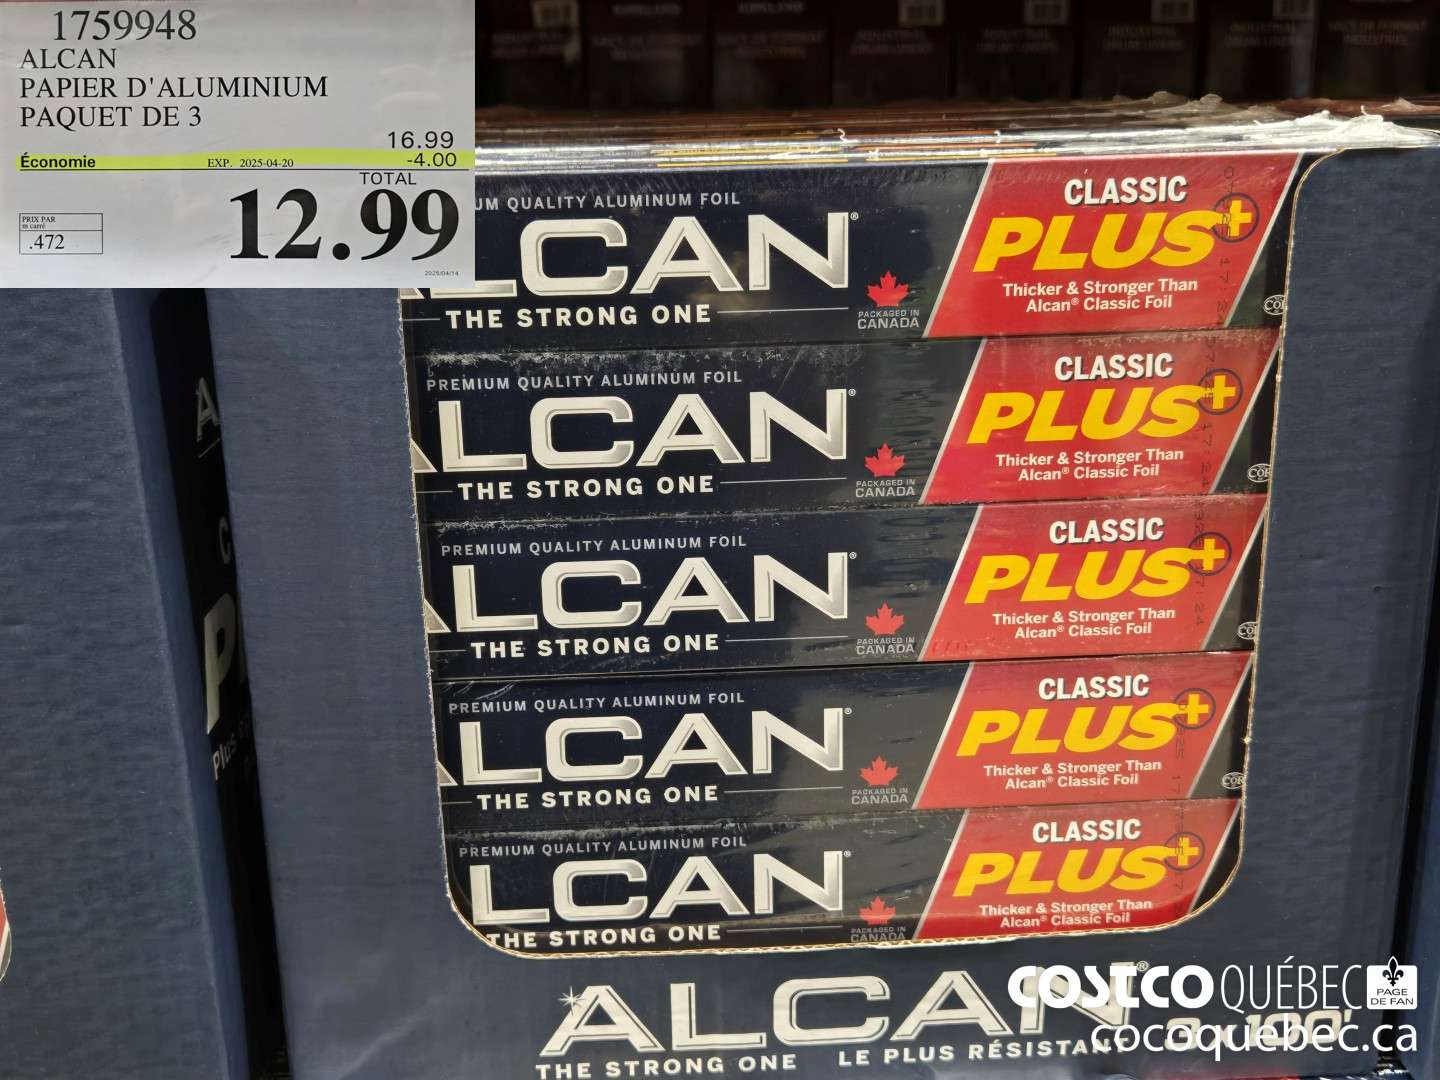 1759948
ALCAN
PAPIER D'ALUMINIUM
PAQUET DE 3
16.99
Économie EXP. 2025-04-20 -4.00
TOTAL
12.99
PRIX PAR
m carré
.472
2025/04/14
UM QUALITY ALUMINUM FOIL
LCAN®
THE STRONG ONE
PACKAGED IN
CANADA
CLASSIC
PLUS+
Thicker & Stronger Than
Alcan® Classic Foil
PREMIUM QUALITY ALUMINUM FOIL
ALCAN®
THE STRONG ONE
PACKAGED IN
CANADA
CLASSIC
PLUS+
Thicker & Stronger Than
Alcan® Classic Foil
COR
PREMIUM QUALITY ALUMINUM FOIL
ALCAN®
THE STRONG ONE
PACKAGED IN
CANADA
CLASSIC
PLUS+
Thicker & Stronger Than
Alcan® Classic Foil
PREMIUM QUALITY ALUMINUM FOIL
ALCAN®
THE STRONG ONE
PACKAGED IN
CANADA
CLASSIC
PLUS+
Thicker & Stronger Than
Alcan® Classic Foil
COR
PREMIUM QUALITY ALUMINUM FOIL
LCAN®
THE STRONG ONE
PACKAGED IN
CANADA
CLASSIC
PLUS+
Thicker & Stronger Than
Alcan® Classic Foil
ALCAN®
THE STRONG ONE LE PLUS RÉSISTANT
COSTCO QUÉBEC
PAGE
DE FAN
cocoquebec.ca